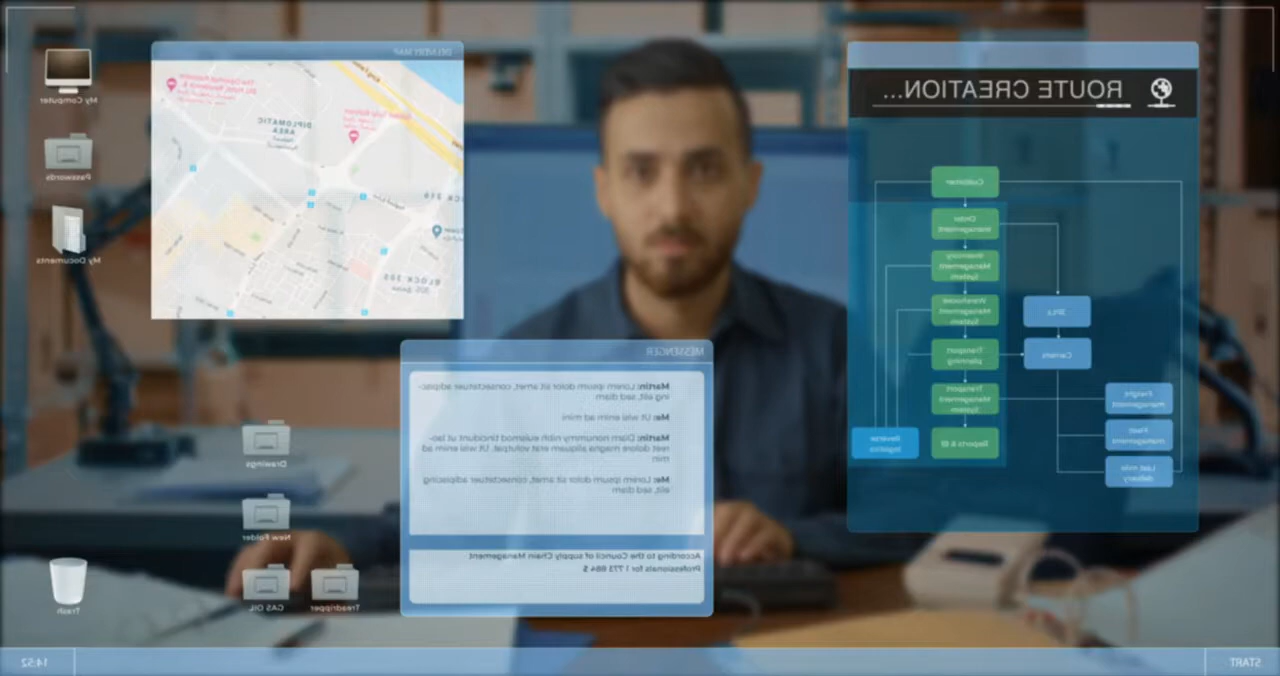 My Computer
Passwords
My Documents
DELIVERY MAP
DIPLOMATIC
AREA
BLOCK 305
ROUTE CREATION...
Customer
Order
management
Inventory
Management
System
Warehouse
Management
System
3PLs
Transport
planning
Carriers
Transport
Management
System
Freight
management
Fleet
management
Reverse
logistics
Reports & BI
Last mile
delivery
MESSENGER
Martin: Lorem ipsum dolor sit amet, consectetuer adipisc-
ing elit, sed diam
Me: Ut wisi enim ad mini
Martin: Diam nonummy nibh euismod tincidunt ut lao-
reet dolore magna aliquam erat volutpat. Ut wisi enim ad
min
Me: Lorem ipsum dolor sit amet, consectetuer adipiscing
elit, sed diam
According to the Council of supply Chain Management
Professionals for 1 773 884 $
Drawings
New Folder
GAS OIL
Treadripper
Trash
14:52
START